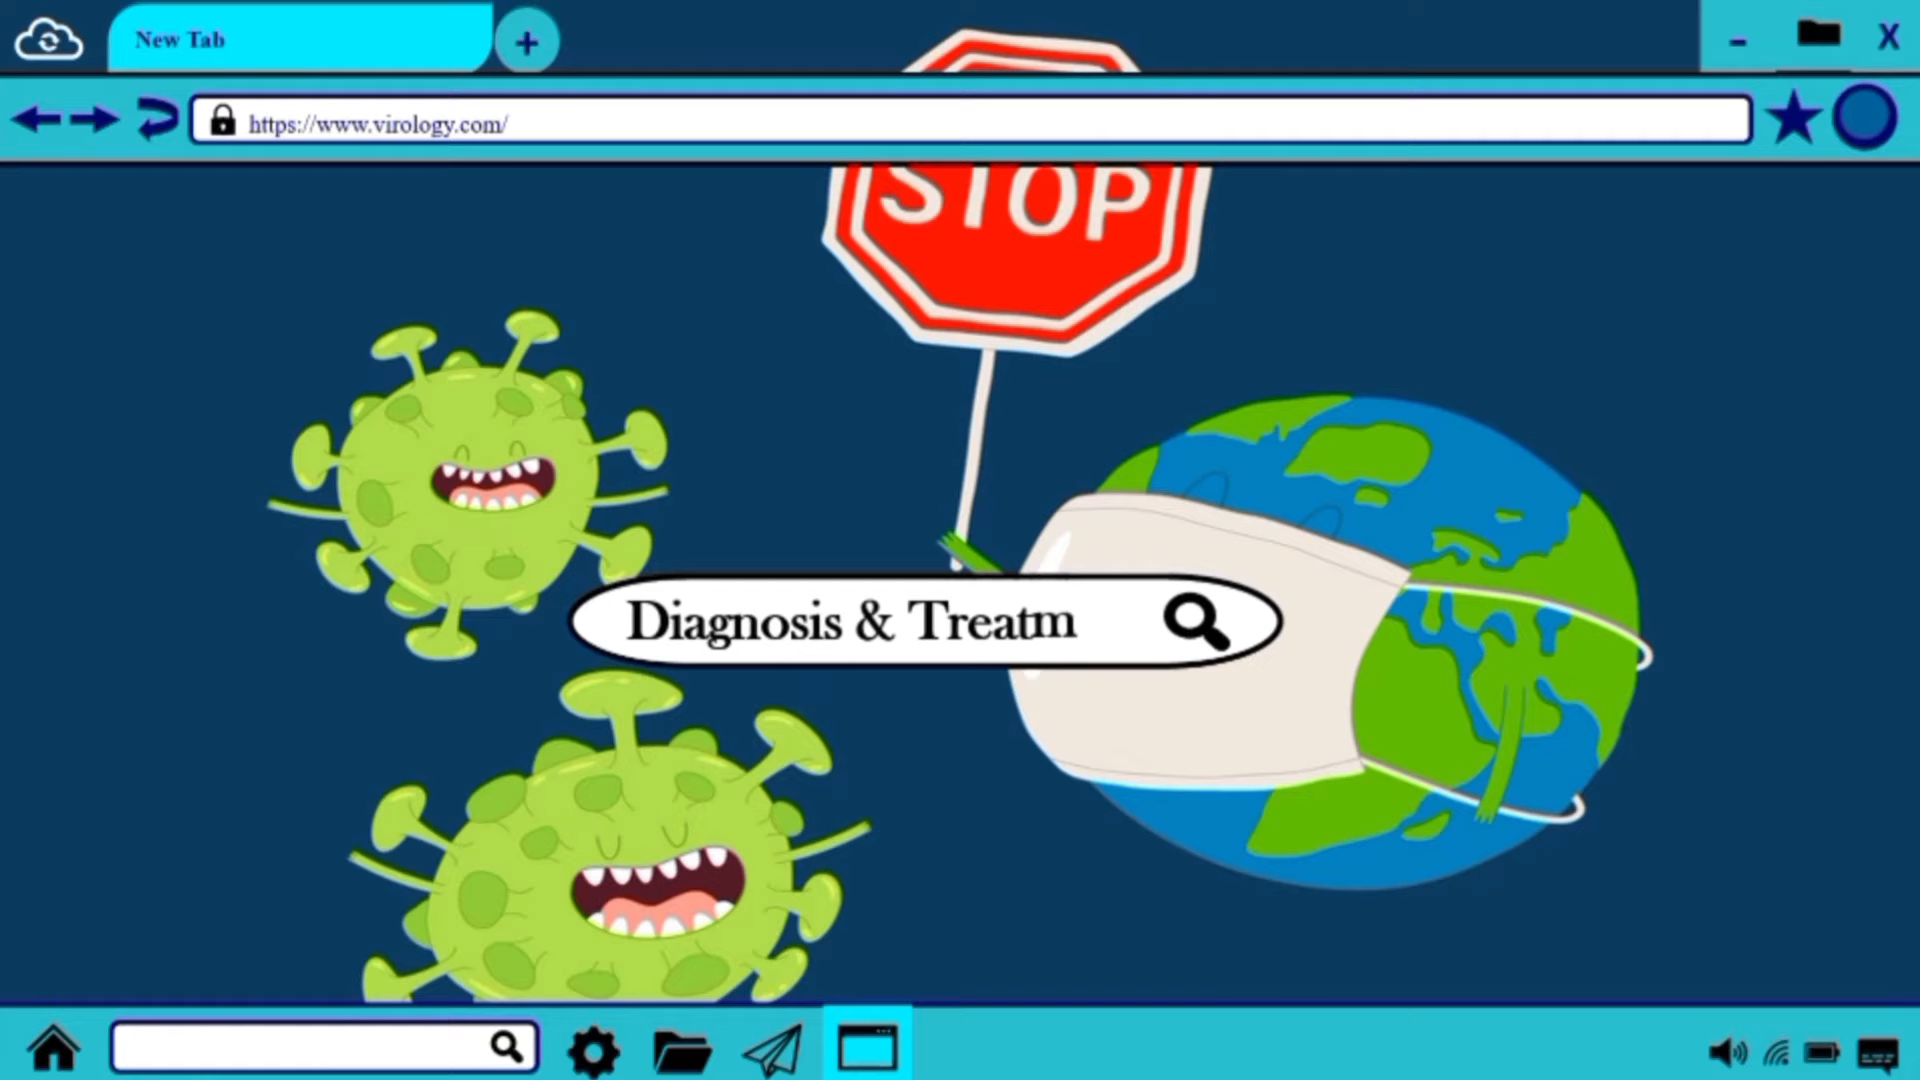 New Tab
+
X
https://www.virology.com/
STOP
Diagnosis & Treatm